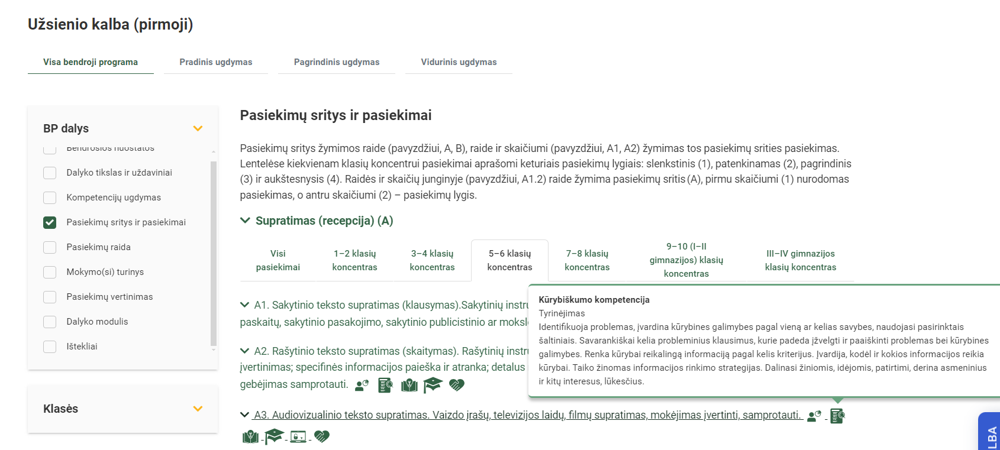 Užsienio kalba (pirmoji)
Visa bendroji programa
Pradinis ugdymas
Pagrindinis ugdymas
Vidurinis ugdymas
BP dalys
Bendrosios nuostatos
Dalyko tikslas ir uždaviniai
Kompetencijų ugdymas
Pasiekimų sritys ir pasiekimai
Pasiekimų raida
Mokymo(si) turinys
Pasiekimų vertinimas
Dalyko modulis
Ištekliai
Klasės
Pasiekimų sritys ir pasiekimai
Pasiekimų sritys žymimos raide (pavyzdžiui, A, B), raide ir skaičiumi (pavyzdžiui, A1, A2) žymimas tos pasiekimų srities pasiekimas.
Lentelėse kiekvienam klasių koncentrui pasiekimai aprašomi keturiais pasiekimų lygiais: slenkstinis (1), patenkinamas (2), pagrindinis
(3) ir aukštesnysis (4). Raidės ir skaičių junginyje (pavyzdžiui, A1.2) raide žymima pasiekimų sritis (A), pirmu skaičiumi (1) nurodomas
pasiekimas, o antru skaičiumi (2) – pasiekimų lygis.
Supratimas (recepcija) (A)
Visi
pasiekimai
1–2 klasių
koncentras
3–4 klasių
koncentras
5–6 klasių
koncentras
7–8 klasių
koncentras
9–10 (I–II
gimnazijos) klasių
koncentras
III–IV gimnazijos
klasių koncentras
A1. Sakytinio teksto supratimas (klausymas).Sakytinių instru
paskaitų, sakytinio pasakojimo, sakytinio publicistinio ar moksl
A2. Rašytinio teksto supratimas (skaitymas). Rašytinių instru
įvertinimas; specifinės informacijos paieška ir atranka; detalus
gebėjimas samprotauti.
Kūrybiškumo kompetencija
Tyrinėjimas
Identifikuoja problemas, įvardina kūrybines galimybes pagal vieną ar kelias savybes, naudojasi pasirinktais
šaltiniais. Savarankiškai kelia probleminius klausimus, kurie padeda įžvelgti ir paaiškinti problemas bei kūrybines
galimybes. Renka kūrybai reikalingą informaciją pagal kelis kriterijus. Įvardija, kodėl ir kokios informacijos reikia
kūrybai. Taiko žinomas informacijos rinkimo strategijas. Dalinasi žiniomis, idėjomis, patirtimi, derina asmeninius
ir kitų interesus, lūkesčius.
A3. Audiovizualinio teksto supratimas. Vaizdo įrašų, televizijos laidų, filmų supratimas, mokėjimas įvertinti, samprotauti.
LBA